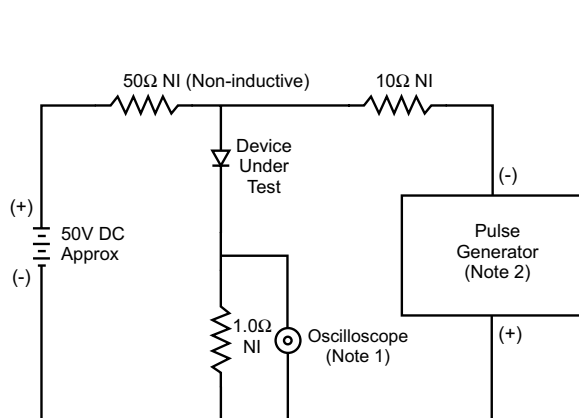 50Ω NI (Non-inductive)
10Ω NI
Device
Under
Test
(-)
(+)
50V DC
Approx
(-)
Pulse
Generator
(Note 2)
1.0Ω
NI
Oscilloscope
(Note 1)
(+)